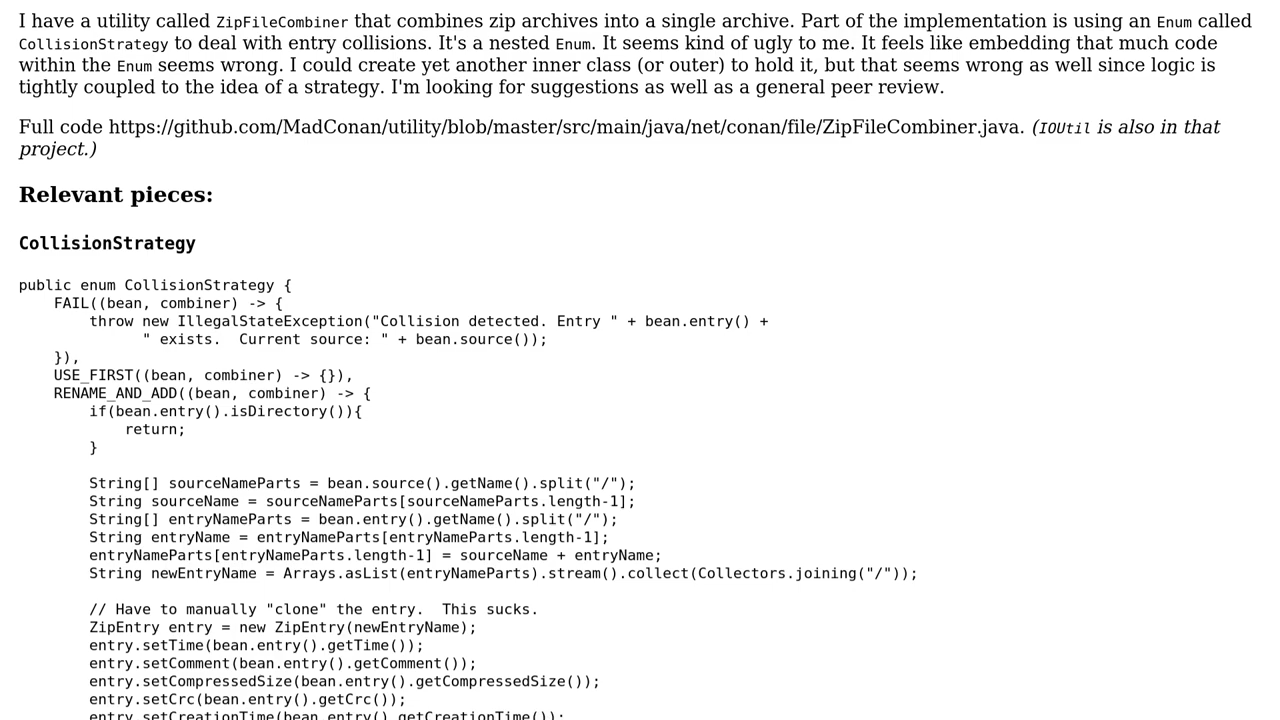 I have a utility called ZipFileCombiner that combines zip archives into a single archive. Part of the implementation is using an Enum called
CollisionStrategy to deal with entry collisions. It's a nested Enum. It seems kind of ugly to me. It feels like embedding that much code
within the Enum seems wrong. I could create yet another inner class (or outer) to hold it, but that seems wrong as well since logic is
tightly coupled to the idea of a strategy. I'm looking for suggestions as well as a general peer review.
Full code https://github.com/MadConan/utility/blob/master/src/main/java/net/conan/file/ZipFileCombiner.java. (IOUtil is also in that
project.)
Relevant pieces:
CollisionStrategy
public enum CollisionStrategy {
    FAIL((bean, combiner) -> {
        throw new IllegalStateException("Collision detected. Entry " + bean.entry() +
              " exists.  Current source: " + bean.source());
    }),
    USE_FIRST((bean, combiner) -> {}),
    RENAME_AND_ADD((bean, combiner) -> {
        if(bean.entry().isDirectory()){
            return;
        }
        String[] sourceNameParts = bean.source().getName().split("/");
        String sourceName = sourceNameParts[sourceNameParts.length-1];
        String[] entryNameParts = bean.entry().getName().split("/");
        String entryName = entryNameParts[entryNameParts.length-1];
        entryNameParts[entryNameParts.length-1] = sourceName + entryName;
        String newEntryName = Arrays.asList(entryNameParts).stream().collect(Collectors.joining("/"));
        // Have to manually "clone" the entry.  This sucks.
        ZipEntry entry = new ZipEntry(newEntryName);
        entry.setTime(bean.entry().getTime());
        entry.setComment(bean.entry().getComment());
        entry.setCompressedSize(bean.entry().getCompressedSize());
        entry.setCrc(bean.entry().getCrc());
        entry.setCreationTime(bean.entry().getCreationTime());